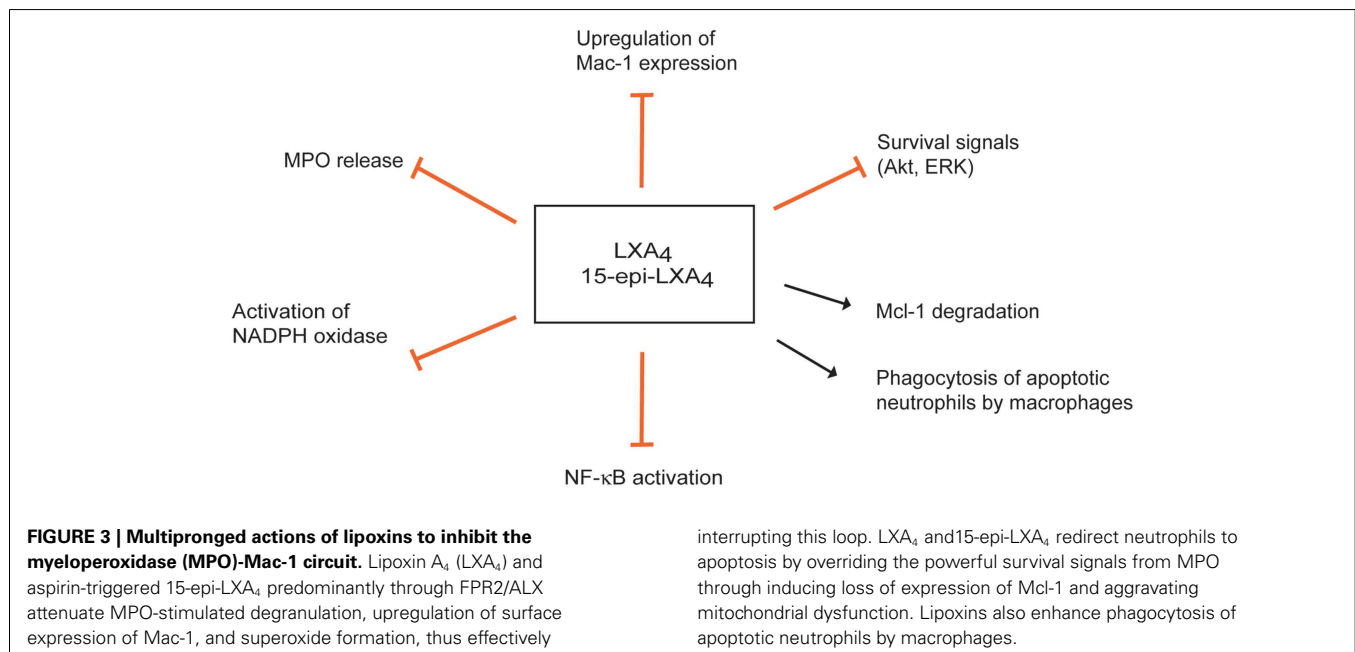 Upregulation of
Mac-1 expression
MPO release
Survival signals
(Akt, ERK)
LXA₄
15-epi-LXA₄
Activation of
NADPH oxidase
Mcl-1 degradation
Phagocytosis of apoptotic
neutrophils by macrophages
NF-κB activation
FIGURE 3 | Multipronged actions of lipoxins to inhibit the
myeloperoxidase (MPO)-Mac-1 circuit. Lipoxin A₄ (LXA₄) and
aspirin-triggered 15-epi-LXA₄ predominantly through FPR2/ALX
attenuate MPO-stimulated degranulation, upregulation of surface
expression of Mac-1, and superoxide formation, thus effectively
interrupting this loop. LXA₄ and15-epi-LXA₄ redirect neutrophils to
apoptosis by overriding the powerful survival signals from MPO
through inducing loss of expression of Mcl-1 and aggravating
mitochondrial dysfunction. Lipoxins also enhance phagocytosis of
apoptotic neutrophils by macrophages.